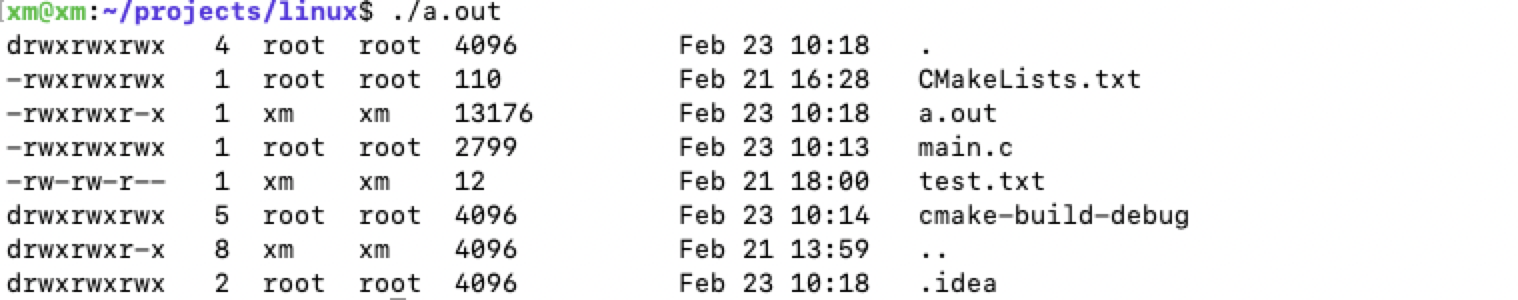 xm@xm:~/projects/linux$ ./a.out
drwxrwxrwx 4 root root 4096 Feb 23 10:18 .
-rwxrwxrwx 1 root root 110 Feb 21 16:28 CMakeLists.txt
-rwxrwxr-x 1 xm xm 13176 Feb 23 10:18 a.out
-rwxrwxrwx 1 root root 2799 Feb 23 10:13 main.c
-rw-rw-r-- 1 xm xm 12 Feb 21 18:00 test.txt
drwxrwxrwx 5 root root 4096 Feb 23 10:14 cmake-build-debug
drwxrwxr-x 8 xm xm 4096 Feb 21 13:59 ..
drwxrwxrwx 2 root root 4096 Feb 23 10:18 .idea